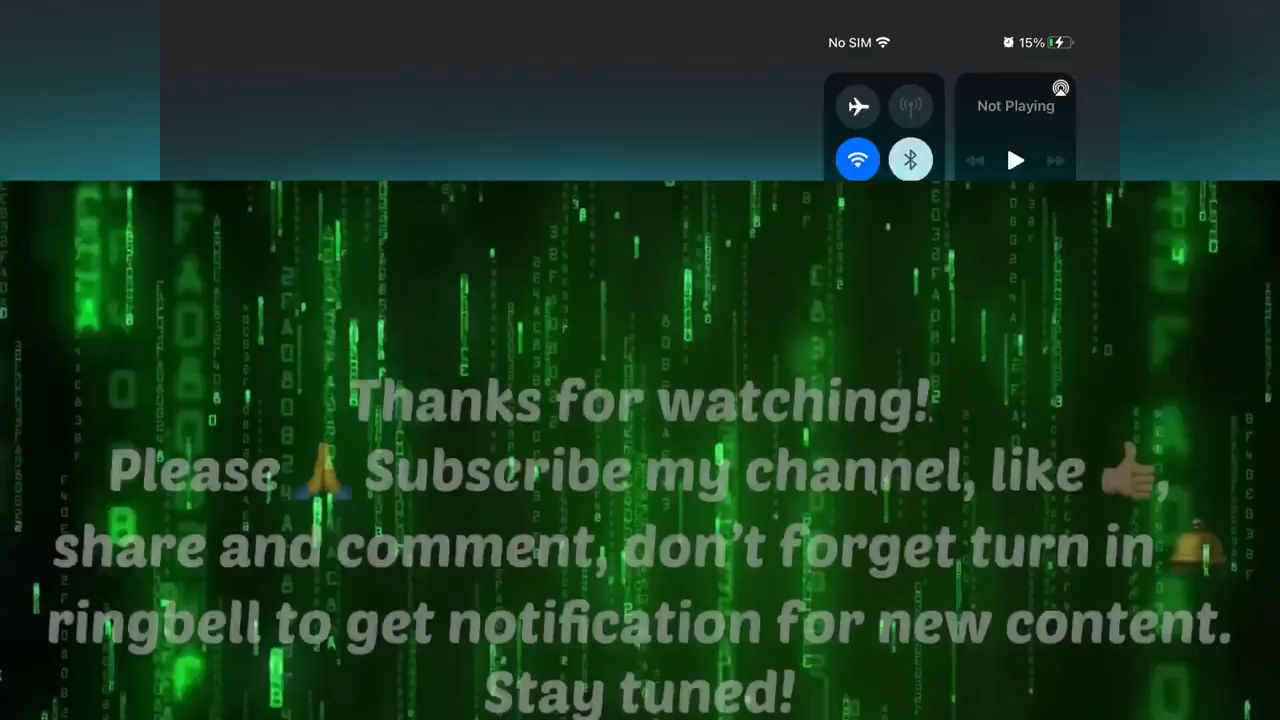 No SIM 15%
Not Playing
Thanks for watching!
Please 🙏 Subscribe my channel, like 👍,
share and comment, don't forget turn in 🔔
ringbell to get notification for new content.
Stay tuned!